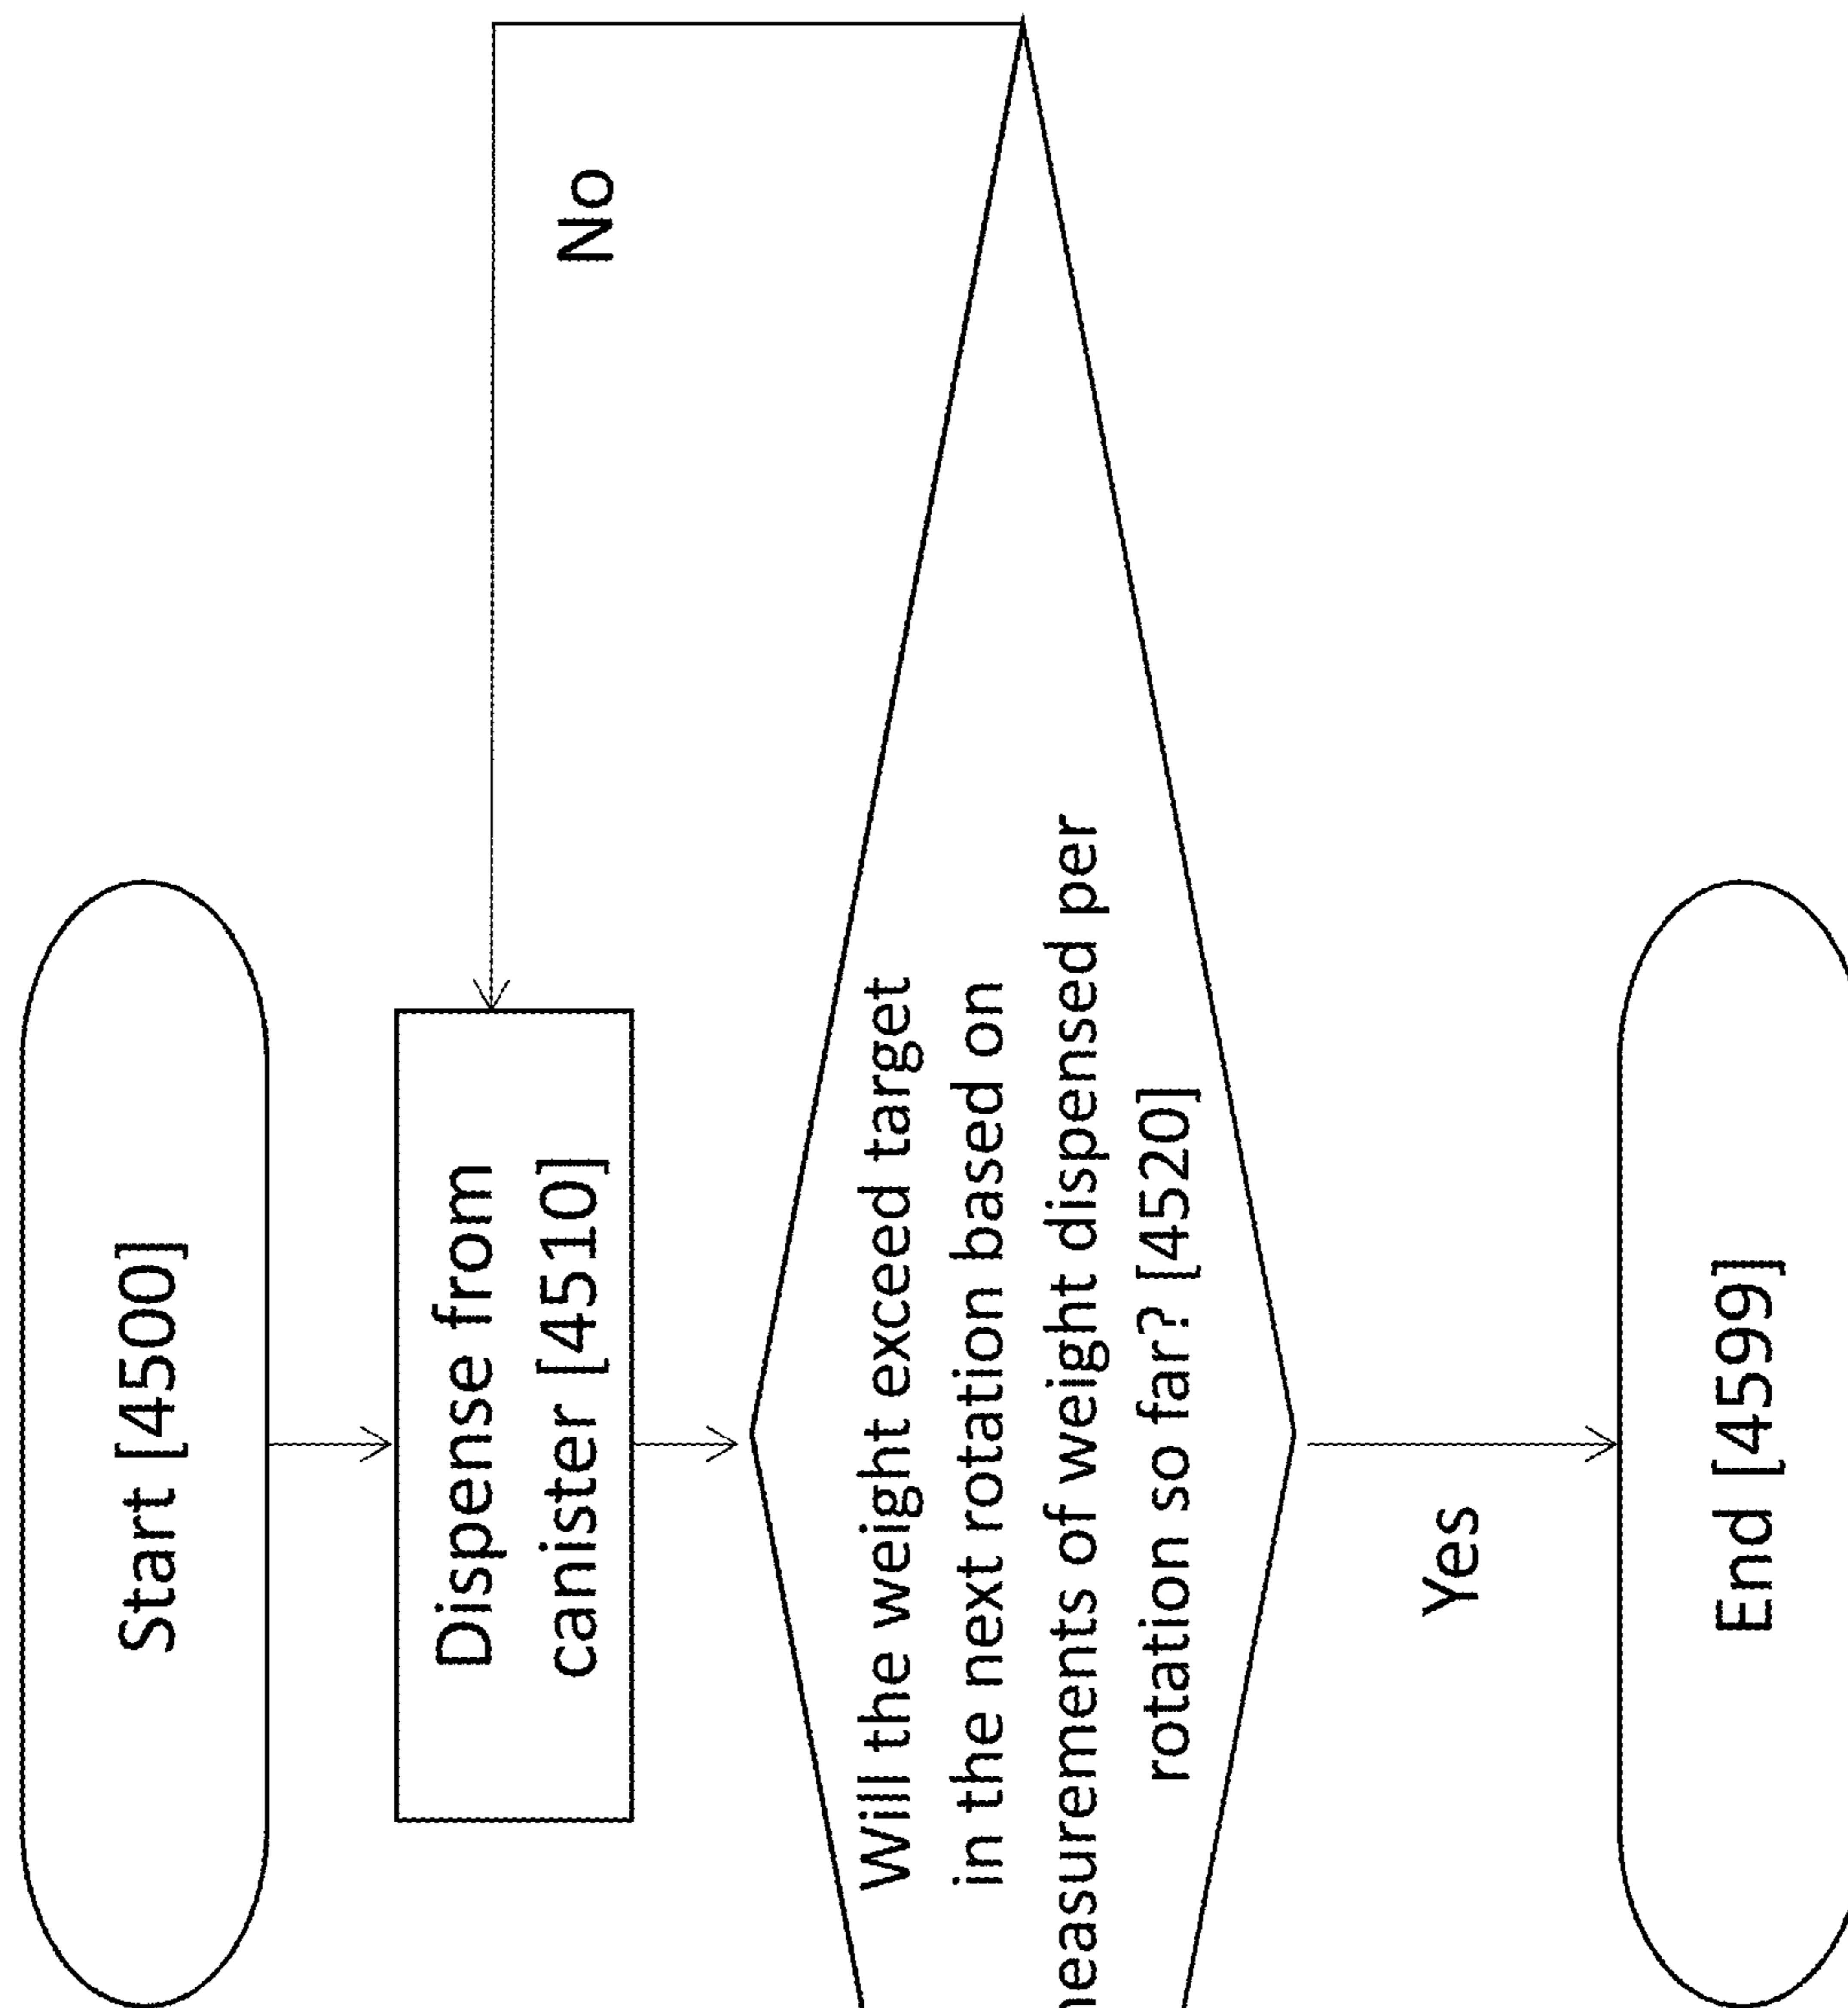 Start [4500]
Dispense from
canister [4510]
No
Will the weight exceed target
in the next rotation based on
of weight dispensed per
rotation so far? [4520]
Yes
End [4599]